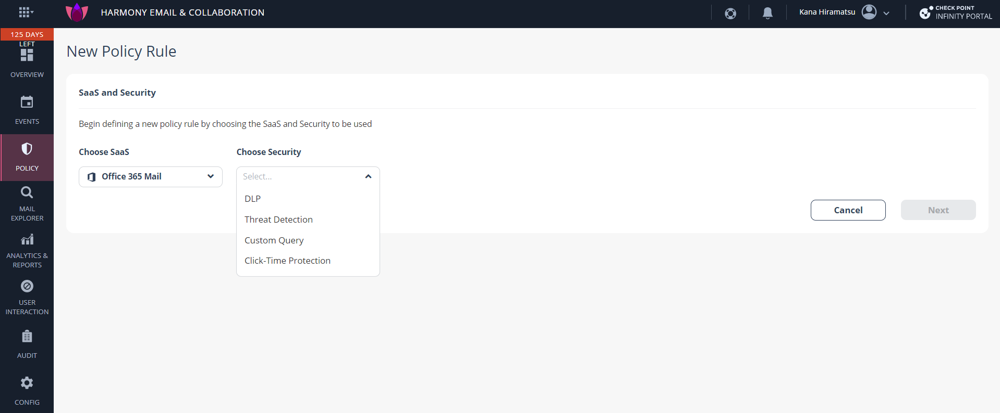 HARMONY EMAIL & COLLABORATION
Kana Hiramatsu
CHECK POINT
INFINITY PORTAL
125 DAYS
LEFT
OVERVIEW
EVENTS
POLICY
MAIL
EXPLORER
ANALYTICS &
REPORTS
USER
INTERACTION
AUDIT
CONFIG
New Policy Rule
SaaS and Security
Begin defining a new policy rule by choosing the SaaS and Security to be used
Choose SaaS
Office 365 Mail
Choose Security
Select...
DLP
Threat Detection
Custom Query
Click-Time Protection
Cancel
Next